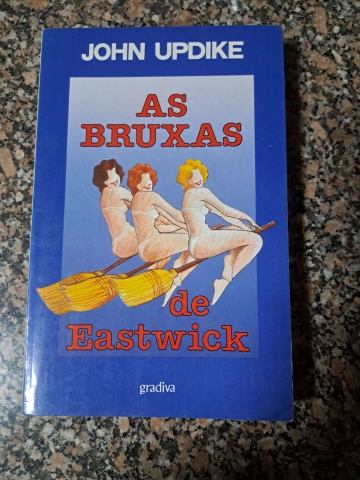 JOHN UPDIKE
AS
BRUXAS
de
Eastwick
gradiva